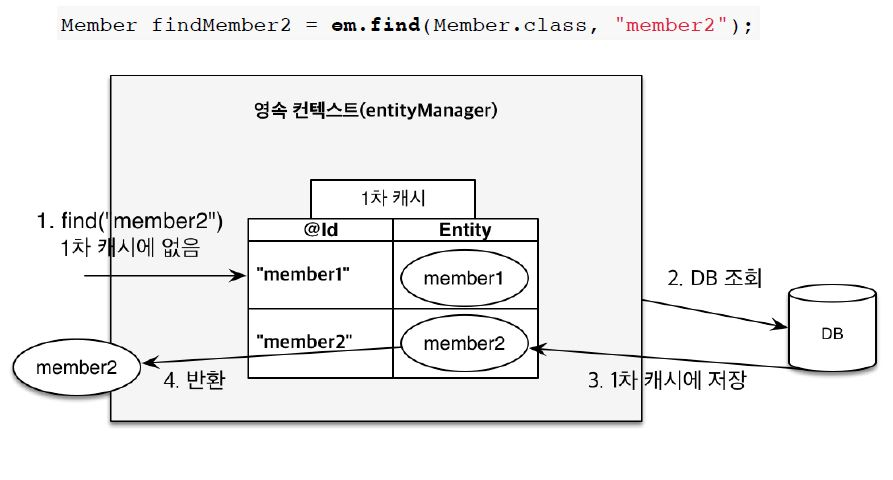 Member findMember2 = em.find(Member.class, "member2");
영속 컨텍스트(entityManager)
1차 캐시
1. find("member2")
1차 캐시에 없음
@Id
Entity
"member1"
member1
2. DB 조회
DB
"member2"
member2
member2
4. 반환
3. 1차 캐시에 저장